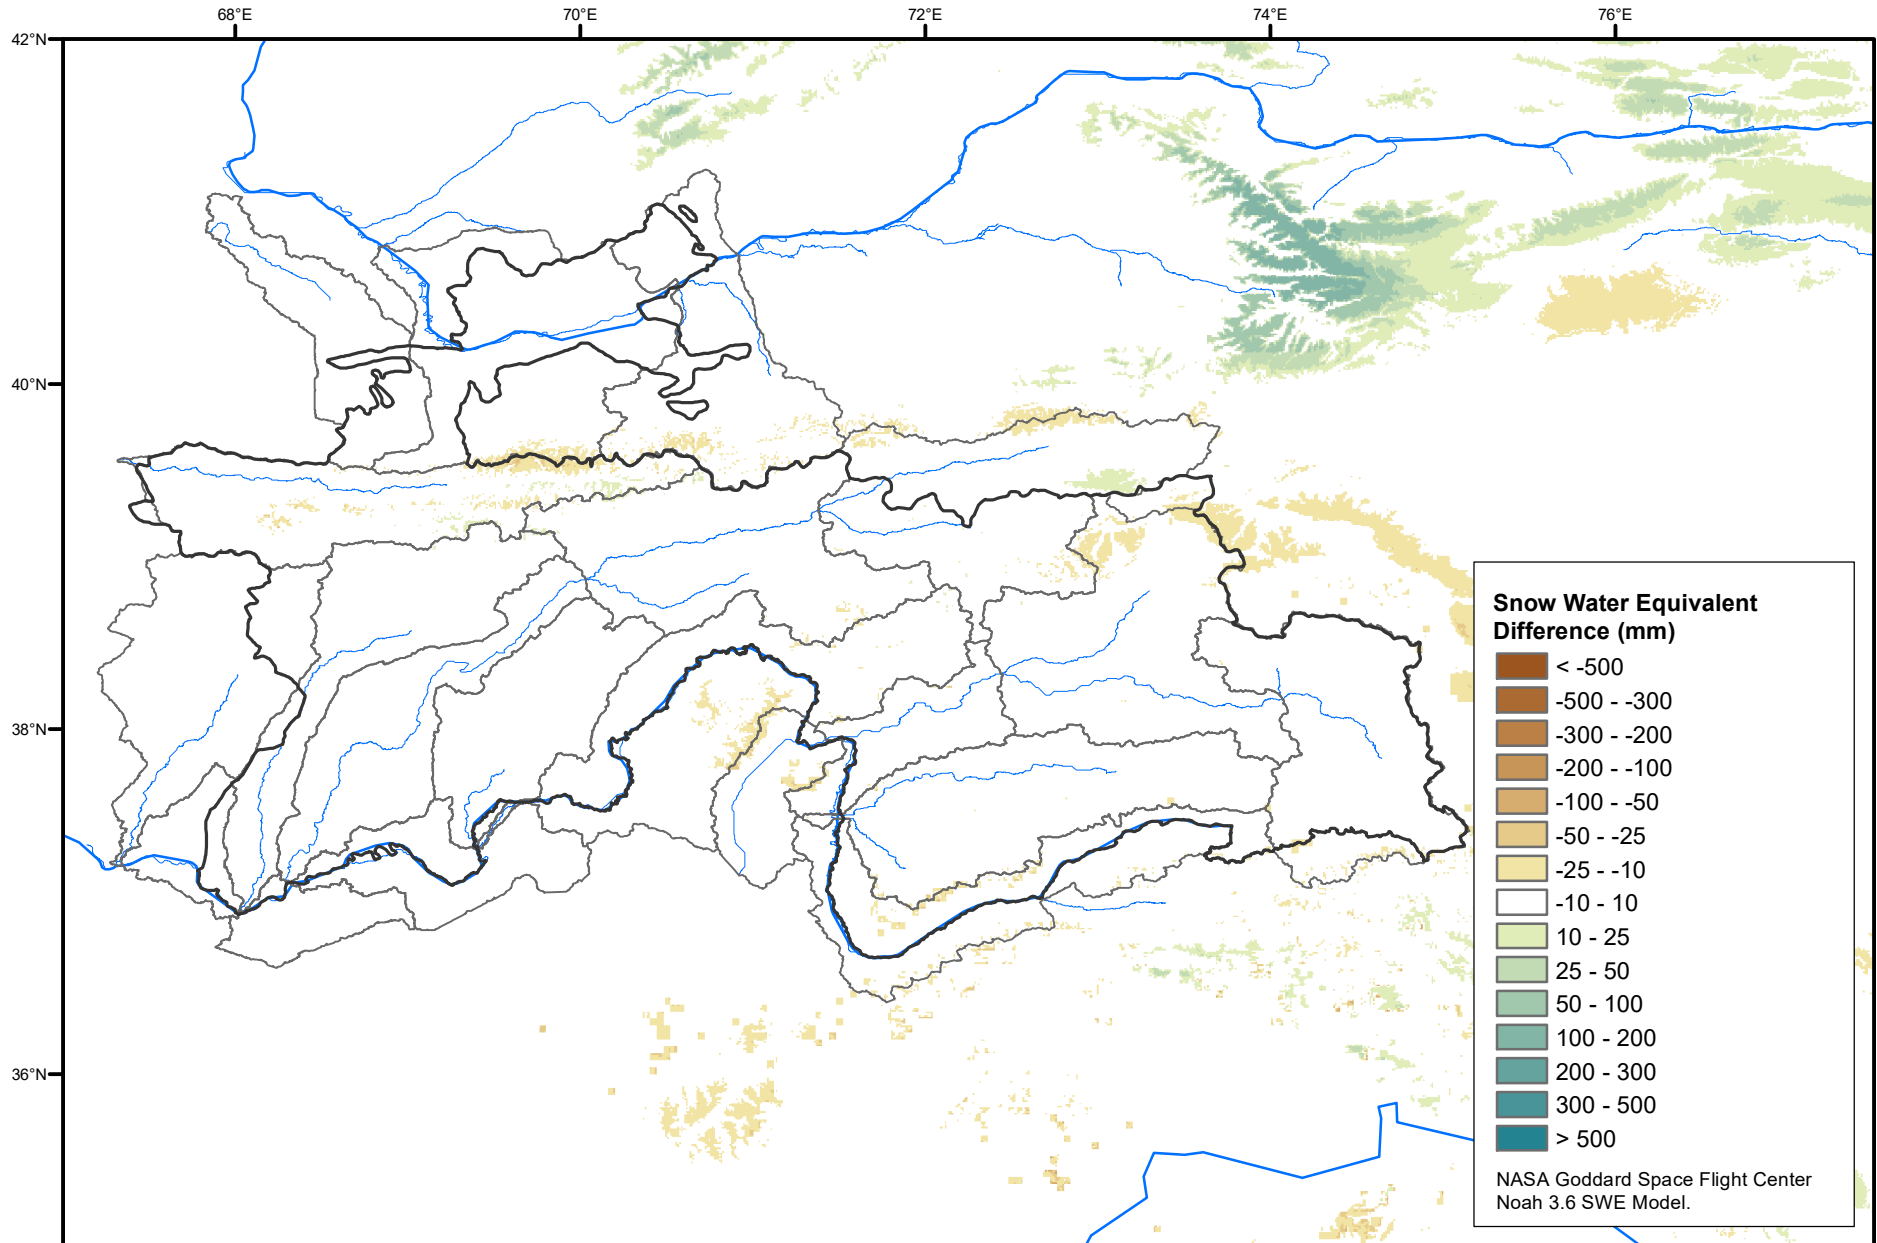 68°E 70°E 72°E 74°E 76°E
42°N
40°N
38°N
36°N
Snow Water Equivalent
Difference (mm)
< -500
-500 - -300
-300 - -200
-200 - -100
-100 - -50
-50 - -25
-25 - -10
-10 - 10
10 - 25
25 - 50
50 - 100
100 - 200
200 - 300
300 - 500
> 500
NASA Goddard Space Flight Center
Noah 3.6 SWE Model.